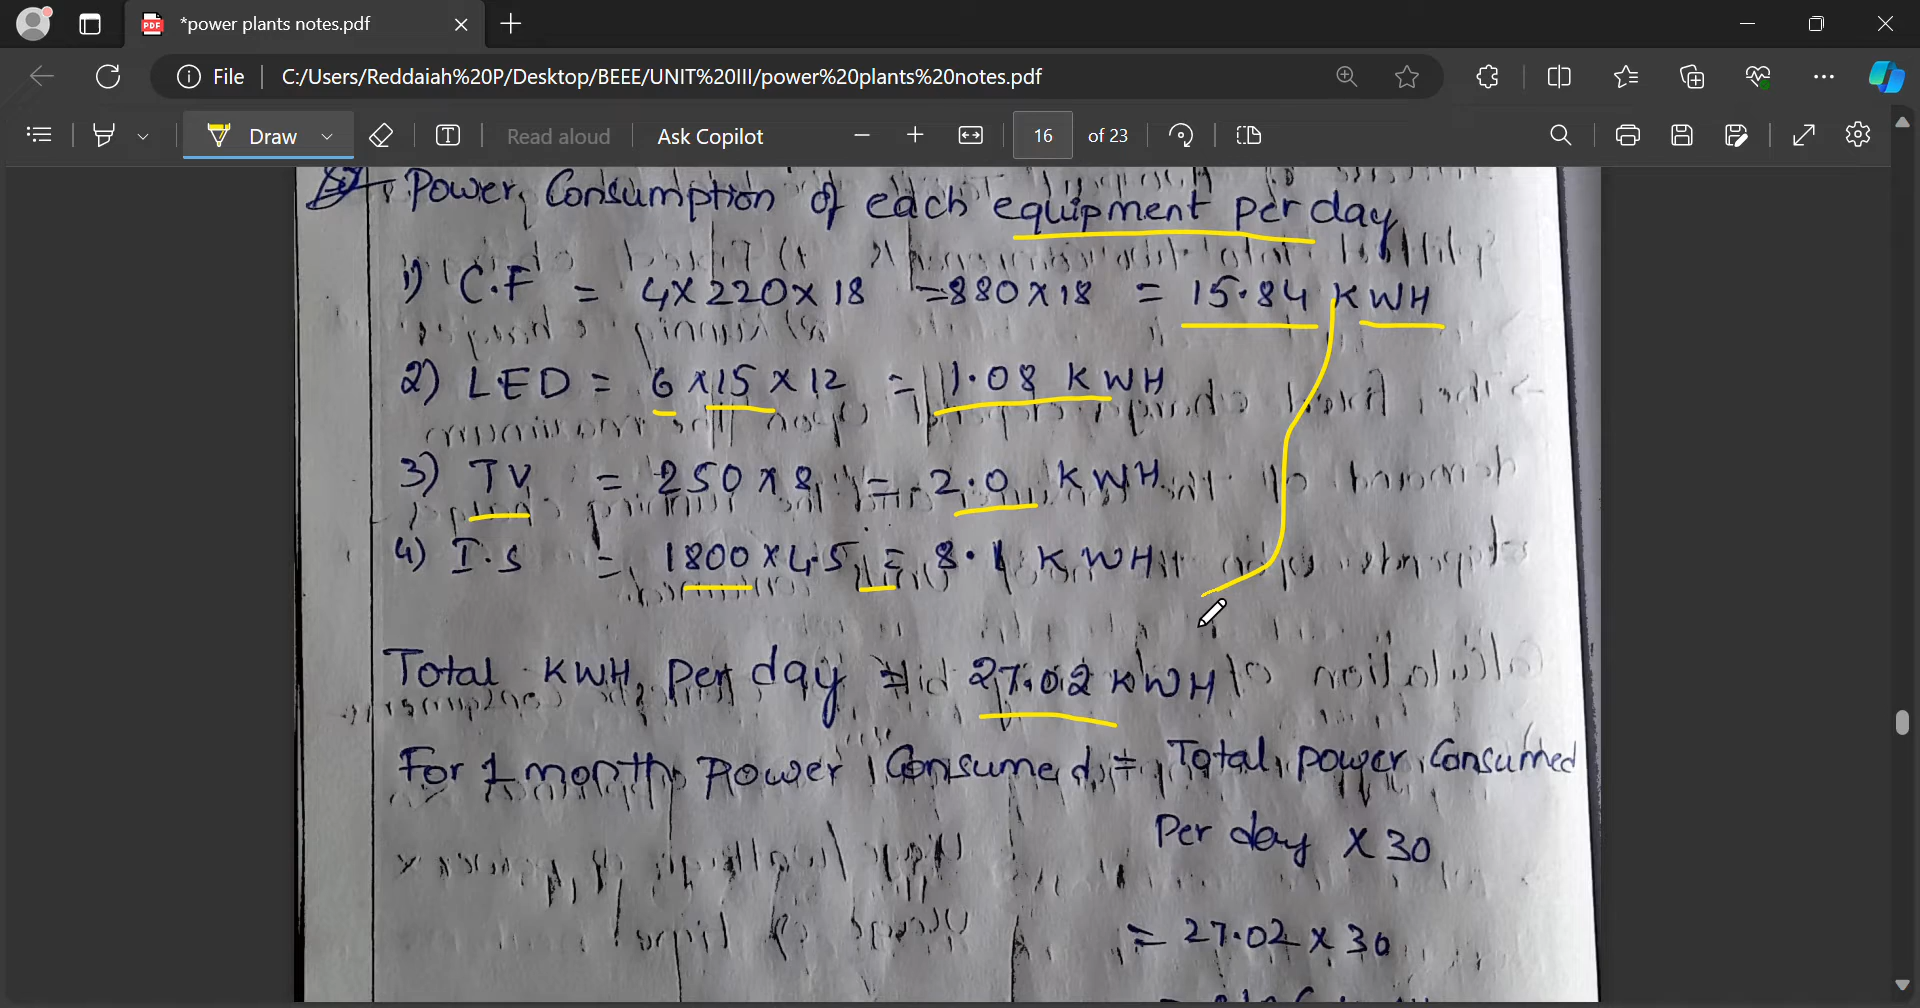 *power plants notes.pdf
File
C:/Users/Reddaiah%20P/Desktop/BEEE/UNIT%20III/power%20plants%20notes.pdf
Draw
Read aloud
Ask Copilot
16 of 23
Power Consumption of each equipment per day
1) C.F = 4x220x18 =880x18 = 15.84 KWH
2) LED = 6x15x12 = 1.08 KWH
3) TV = 250x8 = 2.0 KWH
4) I.S = 1800x4.5 = 8.1 KWH
Total KWH per day = 27.02 KWH
For 1 month power Consumed = Total power Consumed
Per day x30
= 27.02 x 30